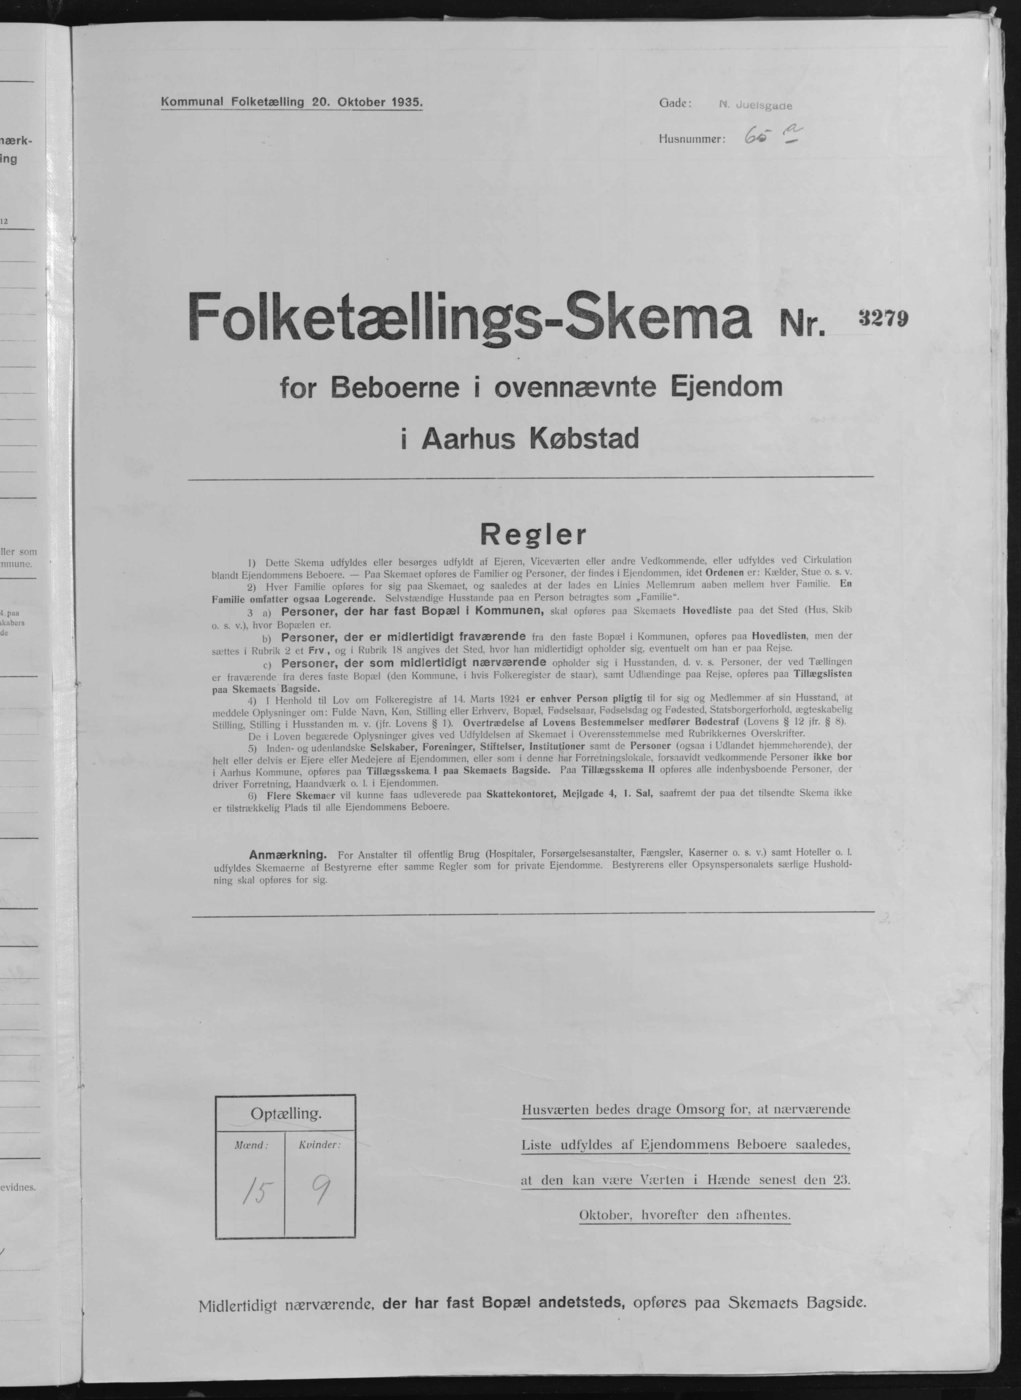 Kommunal Folketælling 20. Oktober 1935.
Gade: N. Juelsgade
Husnummer: 65 a
Folketællings-Skema Nr. 3279
for Beboerne i ovennævnte Ejendom
i Aarhus Købstad
Regler
1) Dette Skema udfyldes eller besørges udfyldt af Ejeren, Viceværten eller andre Vedkommende, eller udfyldes ved Cirkulation
blandt Ejendommens Beboere. — Paa Skemaet opføres de Familier og Personer, der findes i Ejendommen, idet Ordenen er: Kælder, Stue o. s. v.
2) Hver Familie opføres for sig paa Skemaet, og saaledes at der lades en Linies Mellemrum aaben mellem hver Familie. En
Familie omfatter ogsaa Logerende. Selvstændige Husstande paa en Person betragtes som „Familie“.
3 a) Personer, der har fast Bopæl i Kommunen, skal opføres paa Skemaets Hovedliste paa det Sted (Hus, Skib
o. s. v.), hvor Bopælen er.
b) Personer, der er midlertidigt fraværende fra den faste Bopæl i Kommunen, opføres paa Hovedlisten, men der
sættes i Rubrik 2 et Frv., og i Rubrik 18 angives det Sted, hvor han midlertidigt opholder sig, eventuelt om han er paa Rejse.
c) Personer, der som midlertidigt nærværende opholder sig i Husstanden, d. v. s. Personer, der ved Tællingen
er fraværende fra deres faste Bopæl (den Kommune, i hvis Folkeregister de staar), samt Udlændinge paa Rejse, opføres paa Tillægslisten
paa Skemaets Bagside.
4) I Henhold til Lov om Folkeregistre af 14. Marts 1924 er enhver Person pligtig til for sig og Medlemmer af sin Husstand, at
meddele Oplysninger om: Fulde Navn, Køn, Stilling eller Erhverv, Bopæl, Fødselsaar, Fødselsdag og Fødested, Statsborgerforhold, ægteskabelig
Stilling, Stilling i Husstanden m. v. (jfr. Lovens § 1). Overtrædelse af Lovens Bestemmelser medfører Bødestraf (Lovens § 12 jfr. § 8).
De i Loven begærede Oplysninger gives ved Udfyldelsen af Skemaet i Overensstemmelse med Rubrikkernes Overskrifter.
5) Inden- og udenlandske Selskaber, Foreninger, Stiftelser, Institutioner samt de Personer (ogsaa i Udlandet hjemmehørende), der
helt eller delvis er Ejere eller Medejere af Ejendommen, eller som i denne har Forretningslokale, forsaavidt vedkommende Personer ikke bor
i Aarhus Kommune, opføres paa Tillægsskema I paa Skemaets Bagside. Paa Tillægsskema II opføres alle indenbysboende Personer, der
driver Forretning, Haandværk o. l. i Ejendommen.
6) Flere Skemaer vil kunne faas udleverede paa Skattekontoret, Mejlgade 4, 1. Sal, saafremt der paa det tilsendte Skema ikke
er tilstrækkelig Plads til alle Ejendommens Beboere.
Anmærkning. For Anstalter til offentlig Brug (Hospitaler, Forsørgelsesanstalter, Fængsler, Kaserner o. s. v.) samt Hoteller o. l.
udfyldes Skemaerne af Bestyrerne efter samme Regler som for private Ejendomme. Bestyrerens eller Opsynspersonalets særlige Hushold-
ning skal opføres for sig.
Optælling.
Mænd: Kvinder:
15 9
Husværten bedes drage Omsorg for, at nærværende
Liste udfyldes af Ejendommens Beboere saaledes,
at den kan være Værten i Hænde senest den 23.
Oktober, hvorefter den afhentes.
Midlertidigt nærværende, der har fast Bopæl andetsteds, opføres paa Skemaets Bagside.